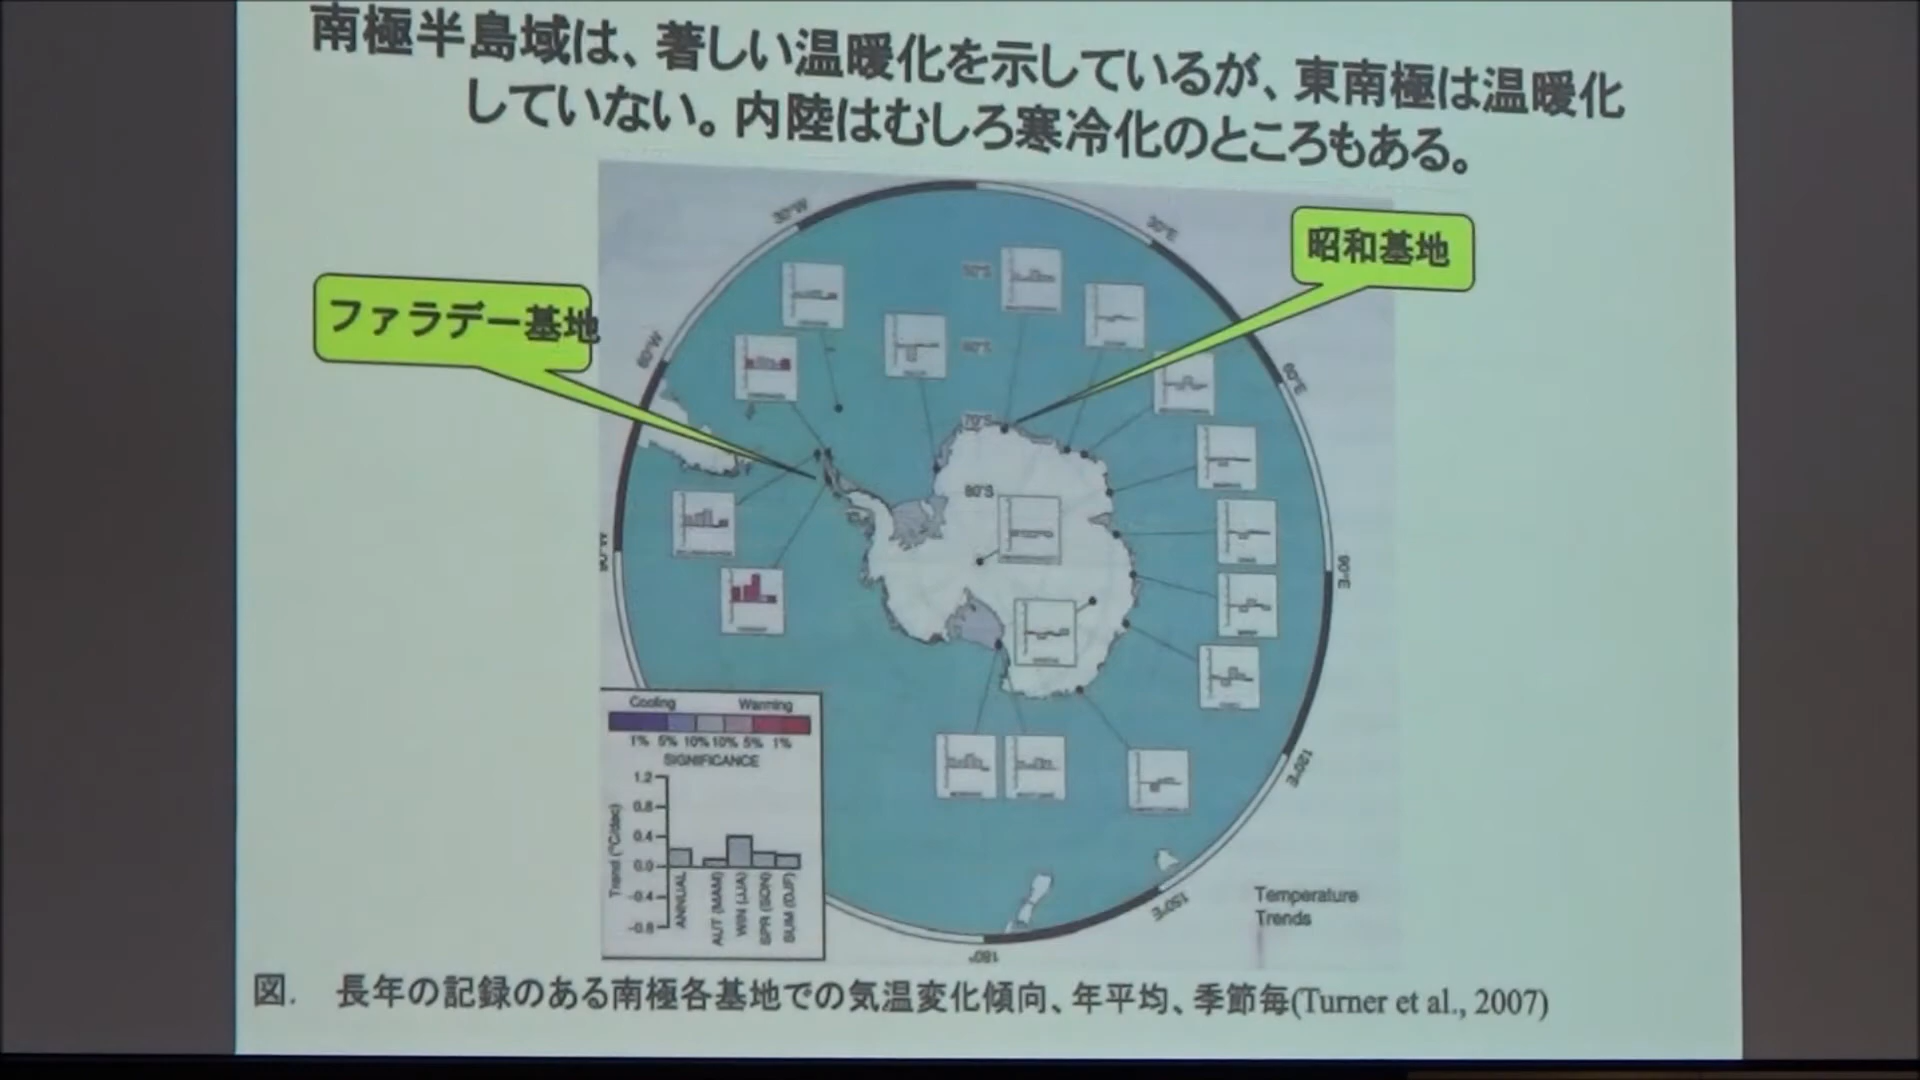 南極半島域は、著しい温暖化を示しているが、東南極は温暖化
していない。内陸はむしろ寒冷化のところもある。
昭和基地
ファラデー基地
30°W
30°E
60°W
60°E
50°S
60°S
70°S
80°S
90°W
90°E
120°E
150°E
180°
Cooling Warming
1% 5% 10% 10% 5% 1%
SIGNIFICANCE
Trend (°C/dec)
1.2
0.8
0.4
0.0
-0.4
-0.8
ANNUAL
AUT (MAM)
WIN (JJA)
SPR (SON)
SUM (DJF)
Temperature
Trends
図. 長年の記録のある南極各基地での気温変化傾向、年平均、季節毎(Turner et al., 2007)